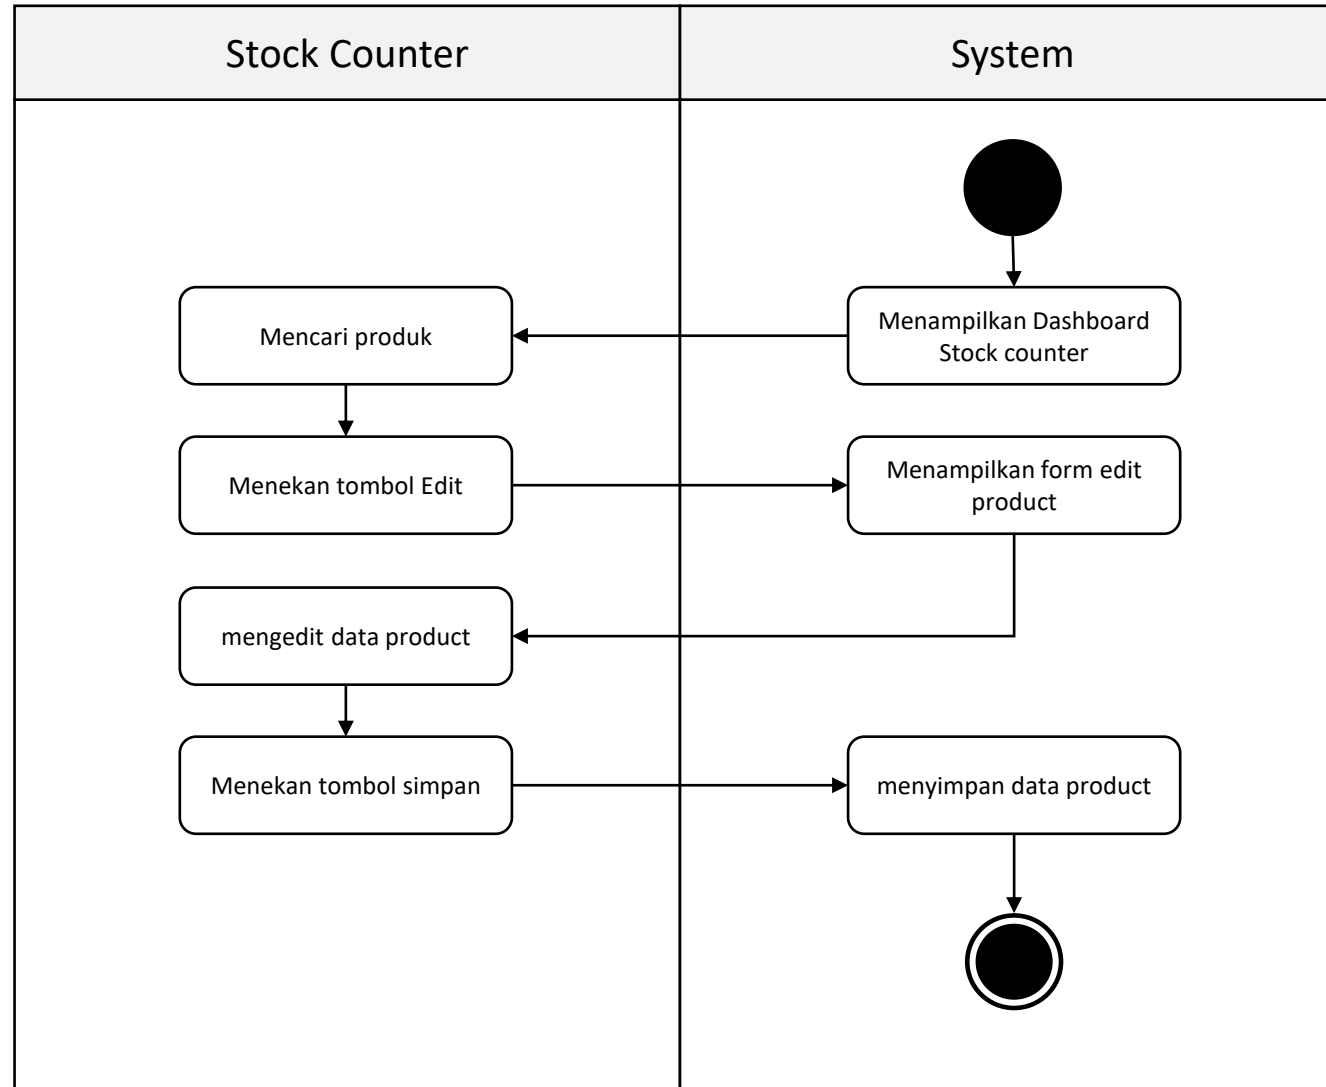 Stock Counter
System
Menampilkan Dashboard
Stock counter
Mencari produk
Menekan tombol Edit
Menampilkan form edit
product
mengedit data product
Menekan tombol simpan
menyimpan data product